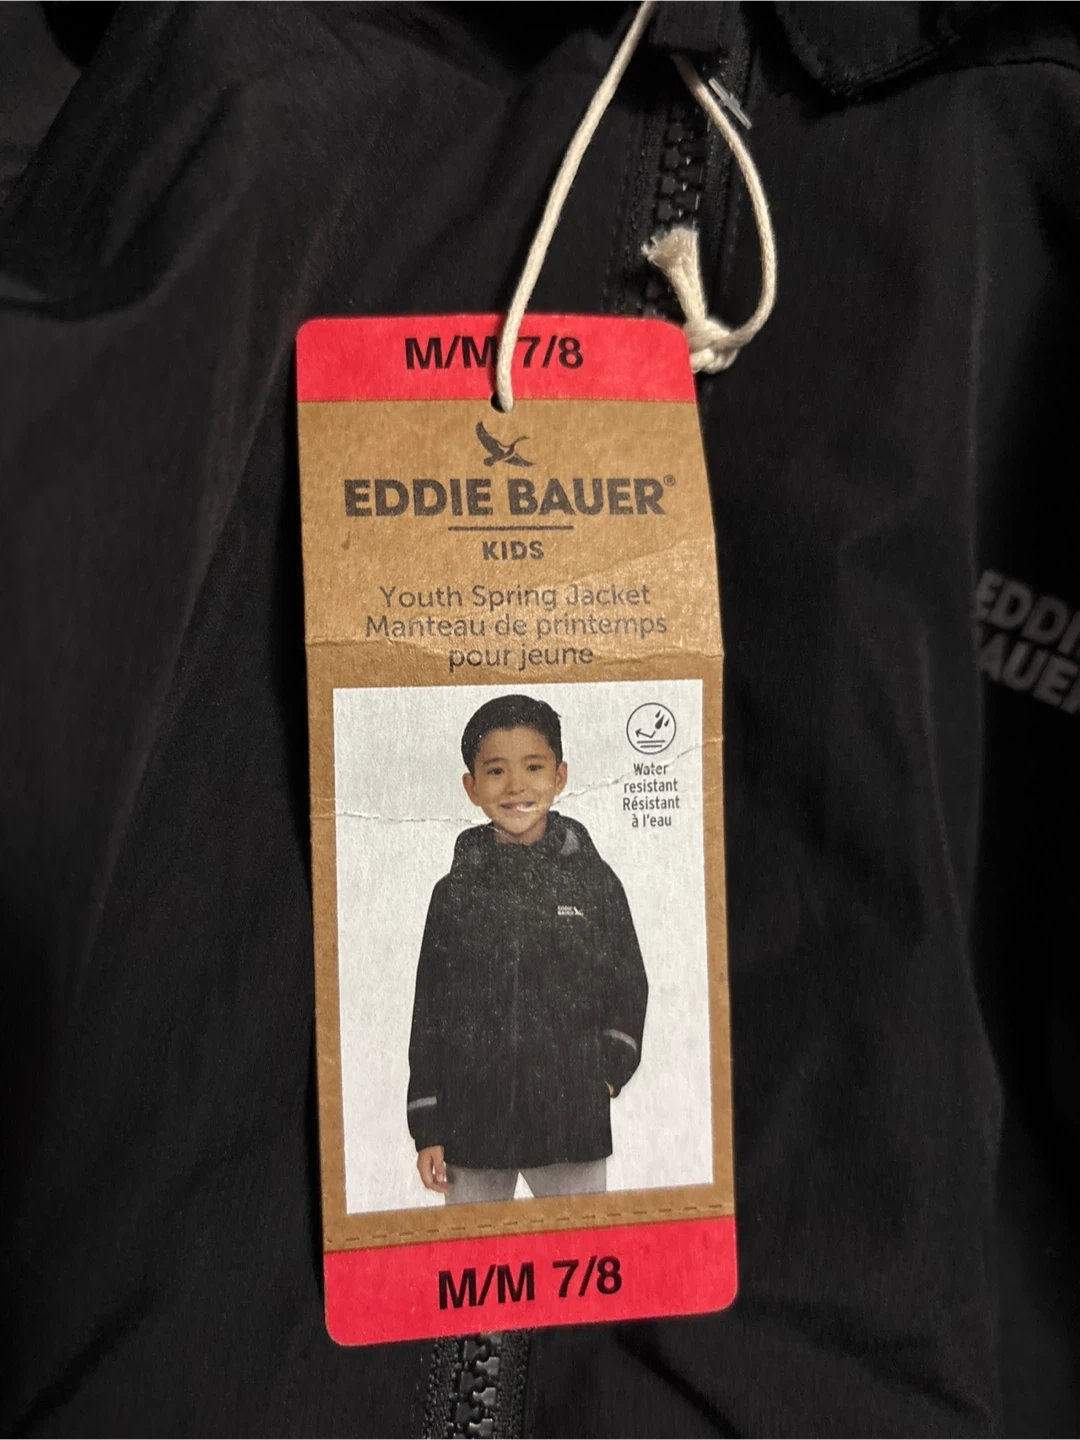 M/M 7/8
EDDIE BAUER®
KIDS
Youth Spring Jacket
Manteau de printemps
pour jeune
Water
resistant
Résistant
à l'eau
EDDIE
BAUER
M/M 7/8